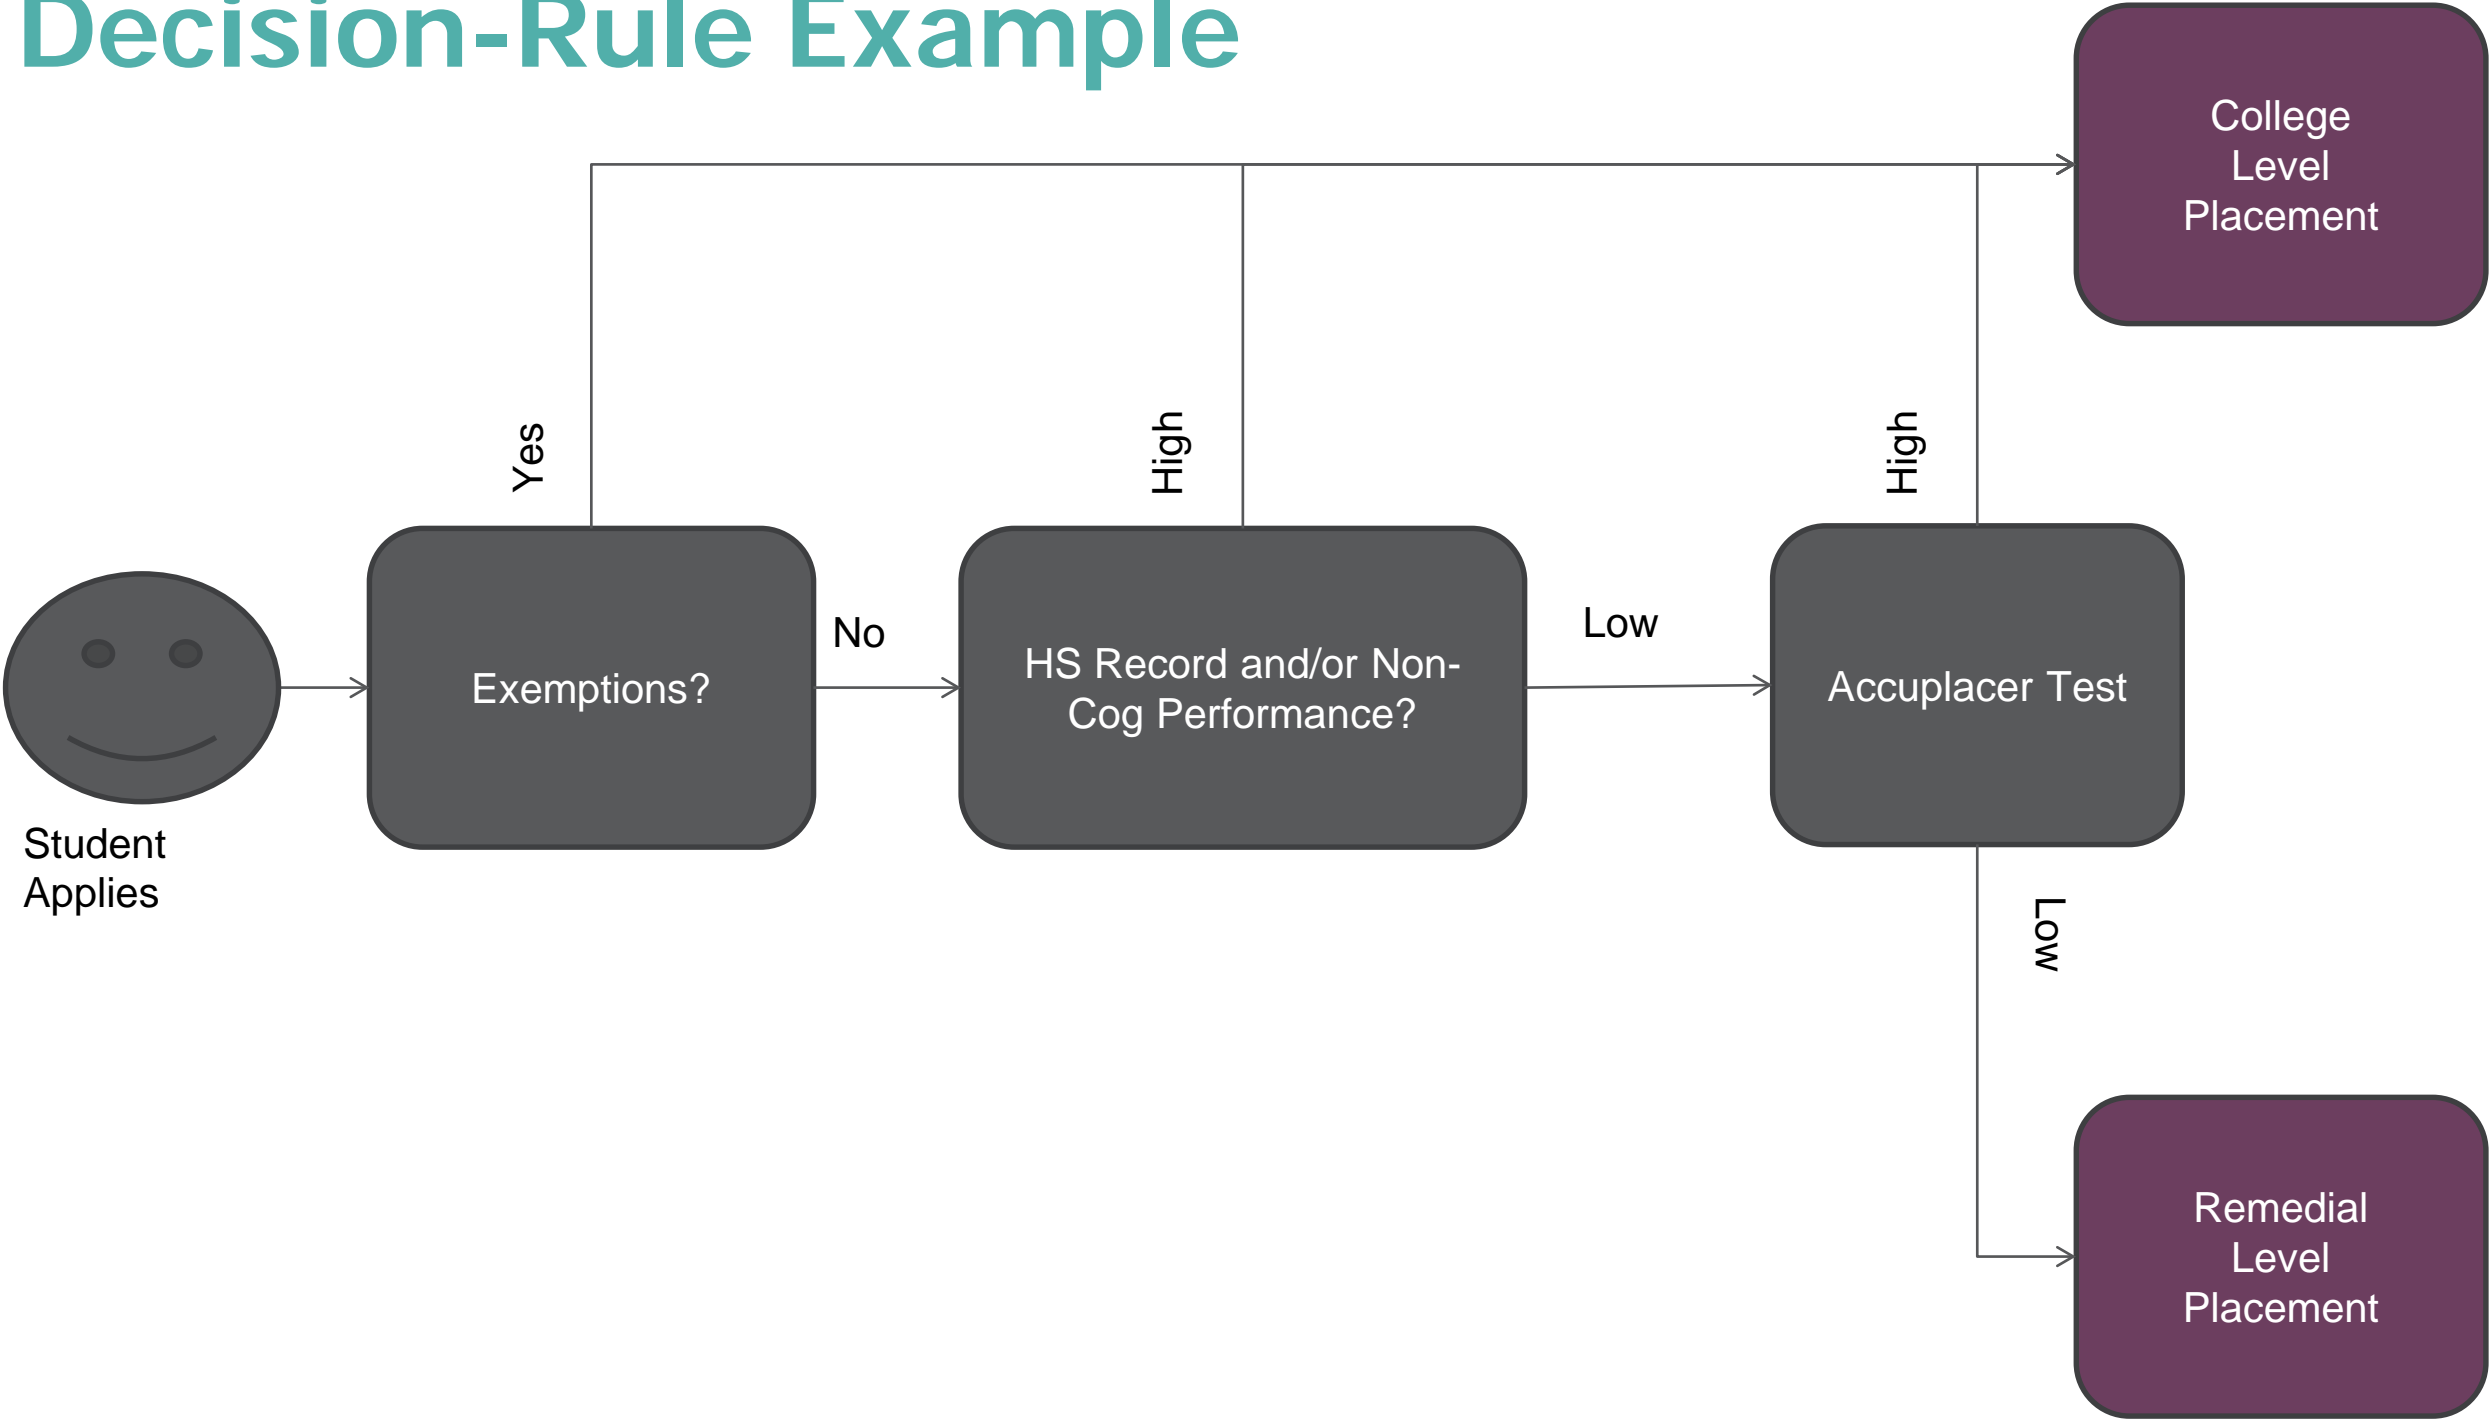 Decision-Rule Example
College
Level
Placement
Yes
High
High
Exemptions?
No
HS Record and/or Non-
Cog Performance?
Low
Accuplacer Test
Student
Applies
Low
Remedial
Level
Placement